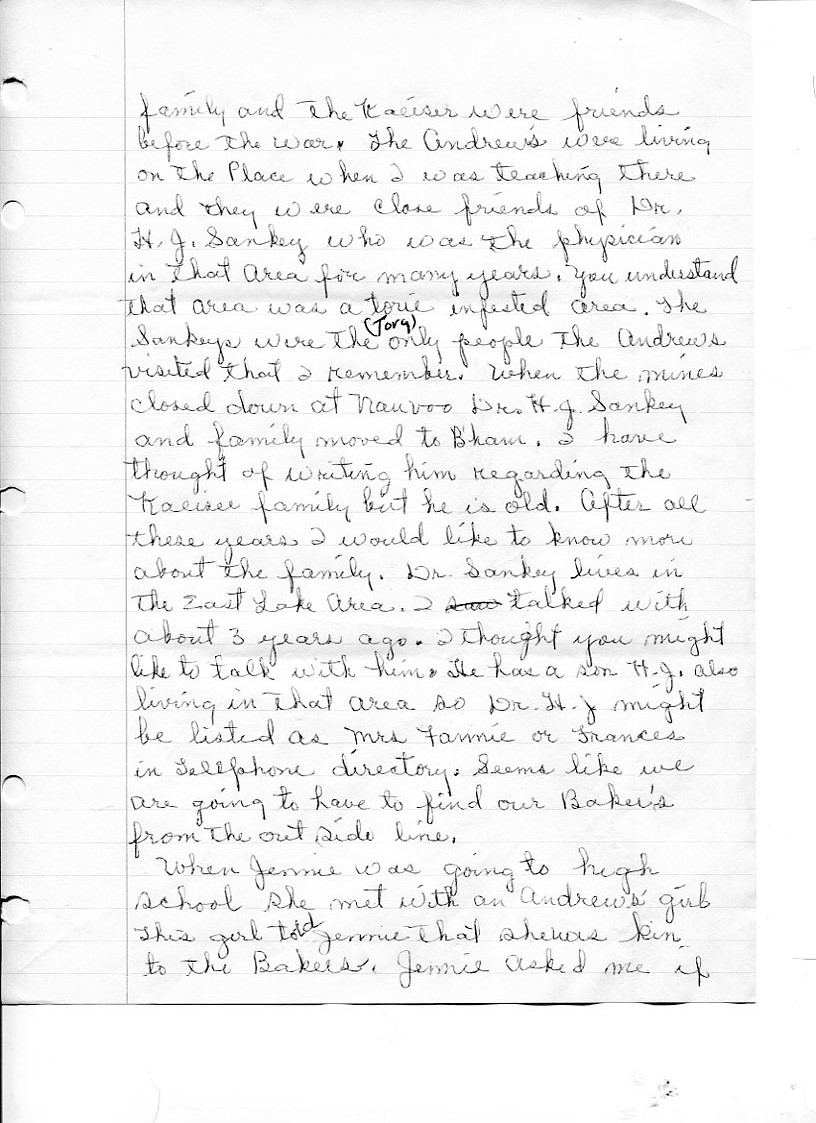 family and the Kaeiser were friends
before the war. The Andrew's were living
on the Place when I was teaching there
and they were close friends of Dr.
H. J. Sankey who was the physician
in that area for many years. You understand
that area was a torie infested area. The
(Tory)
Sankeys were the only people the Andrews
visited that I remember. When the mines
closed down at Nauvoo Dr. H. J. Sankey
and family moved to B'ham. I have
thought of writing him regarding the
Kaeiser family but he is old. After all
these years I would like to know more
about the family. Dr. Sankey lives in
the East Lake Area. I talked with
about 3 years ago. I thought you might
like to talk with him. He has a son H. J. also
living in that area so Dr. H. J might
be listed as Mrs Fannie or Frances
in Telephone directory. Seems like we
are going to have to find our Baker's
from the out side line.
When Jennie was going to high
school she met with an Andrew's girl
This girl told Jennie that she was kin
to the Bakers. Jennie asked me if